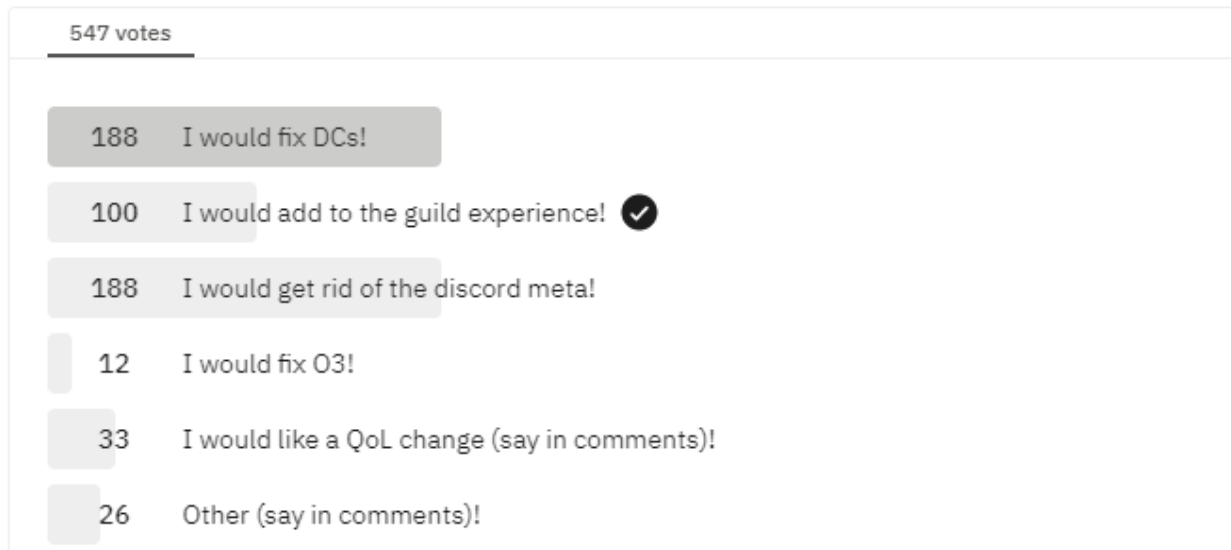 547 votes
188 I would fix DCs!
100 I would add to the guild experience!
188 I would get rid of the discord meta!
12 I would fix O3!
33 I would like a QoL change (say in comments)!
26 Other (say in comments)!